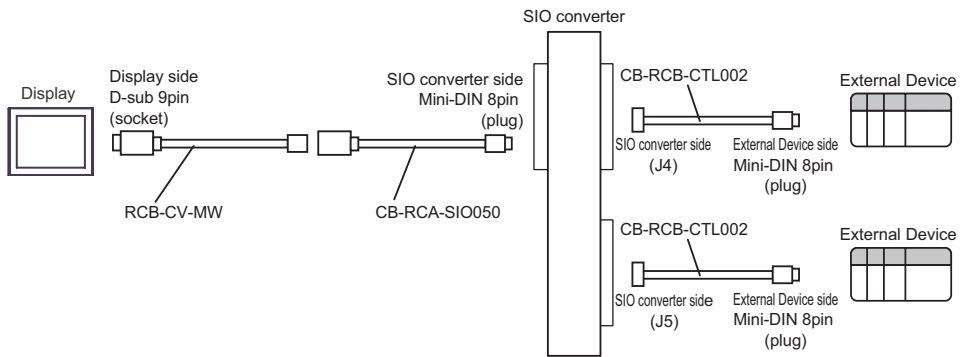 SIO converter
Display
Display side
D-sub 9pin
(socket)
SIO converter side
Mini-DIN 8pin
(plug)
RCB-CV-MW
CB-RCA-SIO050
CB-RCB-CTL002
External Device
SIO converter side
(J4)
External Device side
Mini-DIN 8pin
(plug)
CB-RCB-CTL002
External Device
SIO converter side
(J5)
External Device side
Mini-DIN 8pin
(plug)